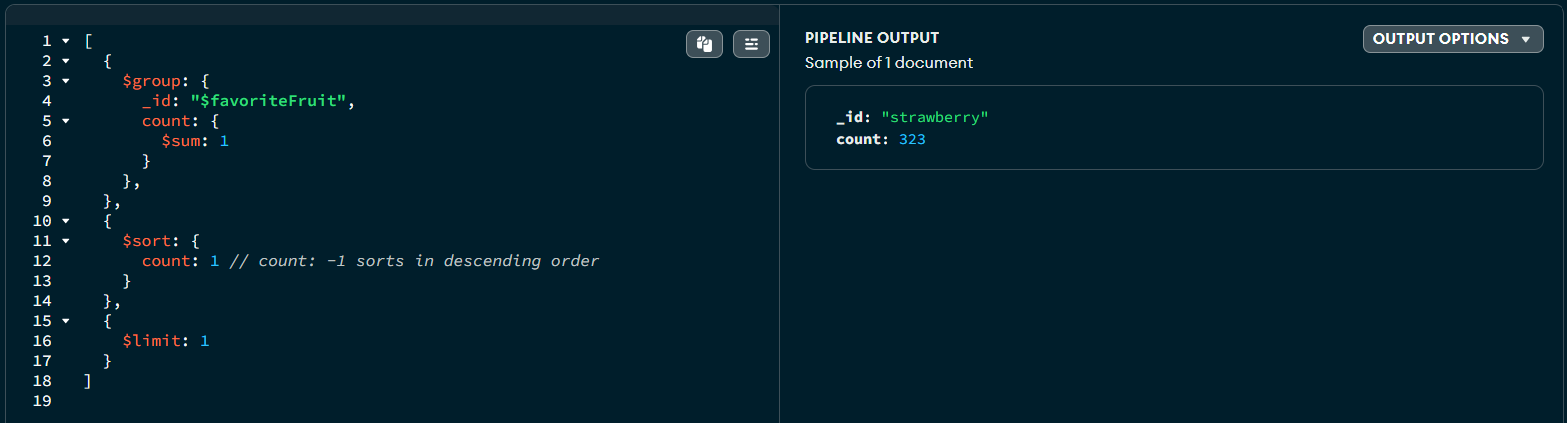 1 [
2 {
3 $group: {
4 _id: "$favoriteFruit",
5 count: {
6 $sum: 1
7 }
8 },
9 },
10 {
11 $sort: {
12 count: 1 // count: -1 sorts in descending order
13 }
14 },
15 {
16 $limit: 1
17 }
18 ]
19
PIPELINE OUTPUT
OUTPUT OPTIONS
Sample of 1 document
_id: "strawberry"
count: 323